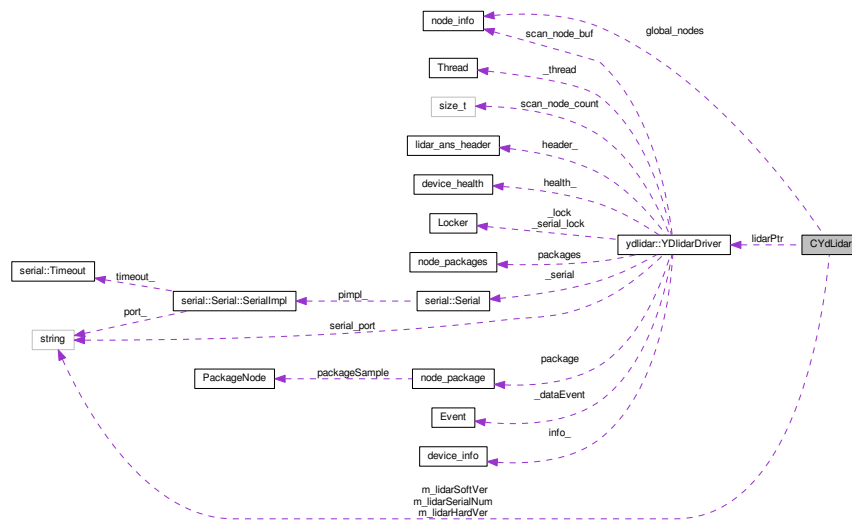 node_info
scan_node_buf
global_nodes
Thread
_thread
size_t
scan_node_count
lidar_ans_header
header_
device_health
health_
Locker
_lock
_serial_lock
ydlidar::YDlidarDriver
lidarPtr
CYdLidar
node_packages
packages
serial::Timeout
timeout_
_serial
serial::Serial::SerialImpl
pimpl_
serial::Serial
port_
string
serial_port
package
PackageNode
packageSample
node_package
_dataEvent
Event
info_
device_info
m_lidarSoftVer
m_lidarSerialNum
m_lidarHardVer